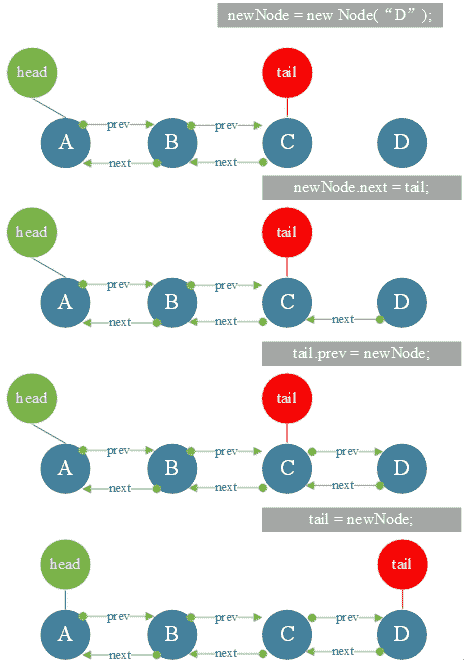 newNode = new Node( “D” );
head tail
A prev B prev C D
next next
newNode.next = tail;
head tail
A prev B prev C D
next next next
tail.prev = newNode;
head tail
A prev B prev C prev D
next next next
tail = newNode;
head tail
A prev B prev C prev D
next next next